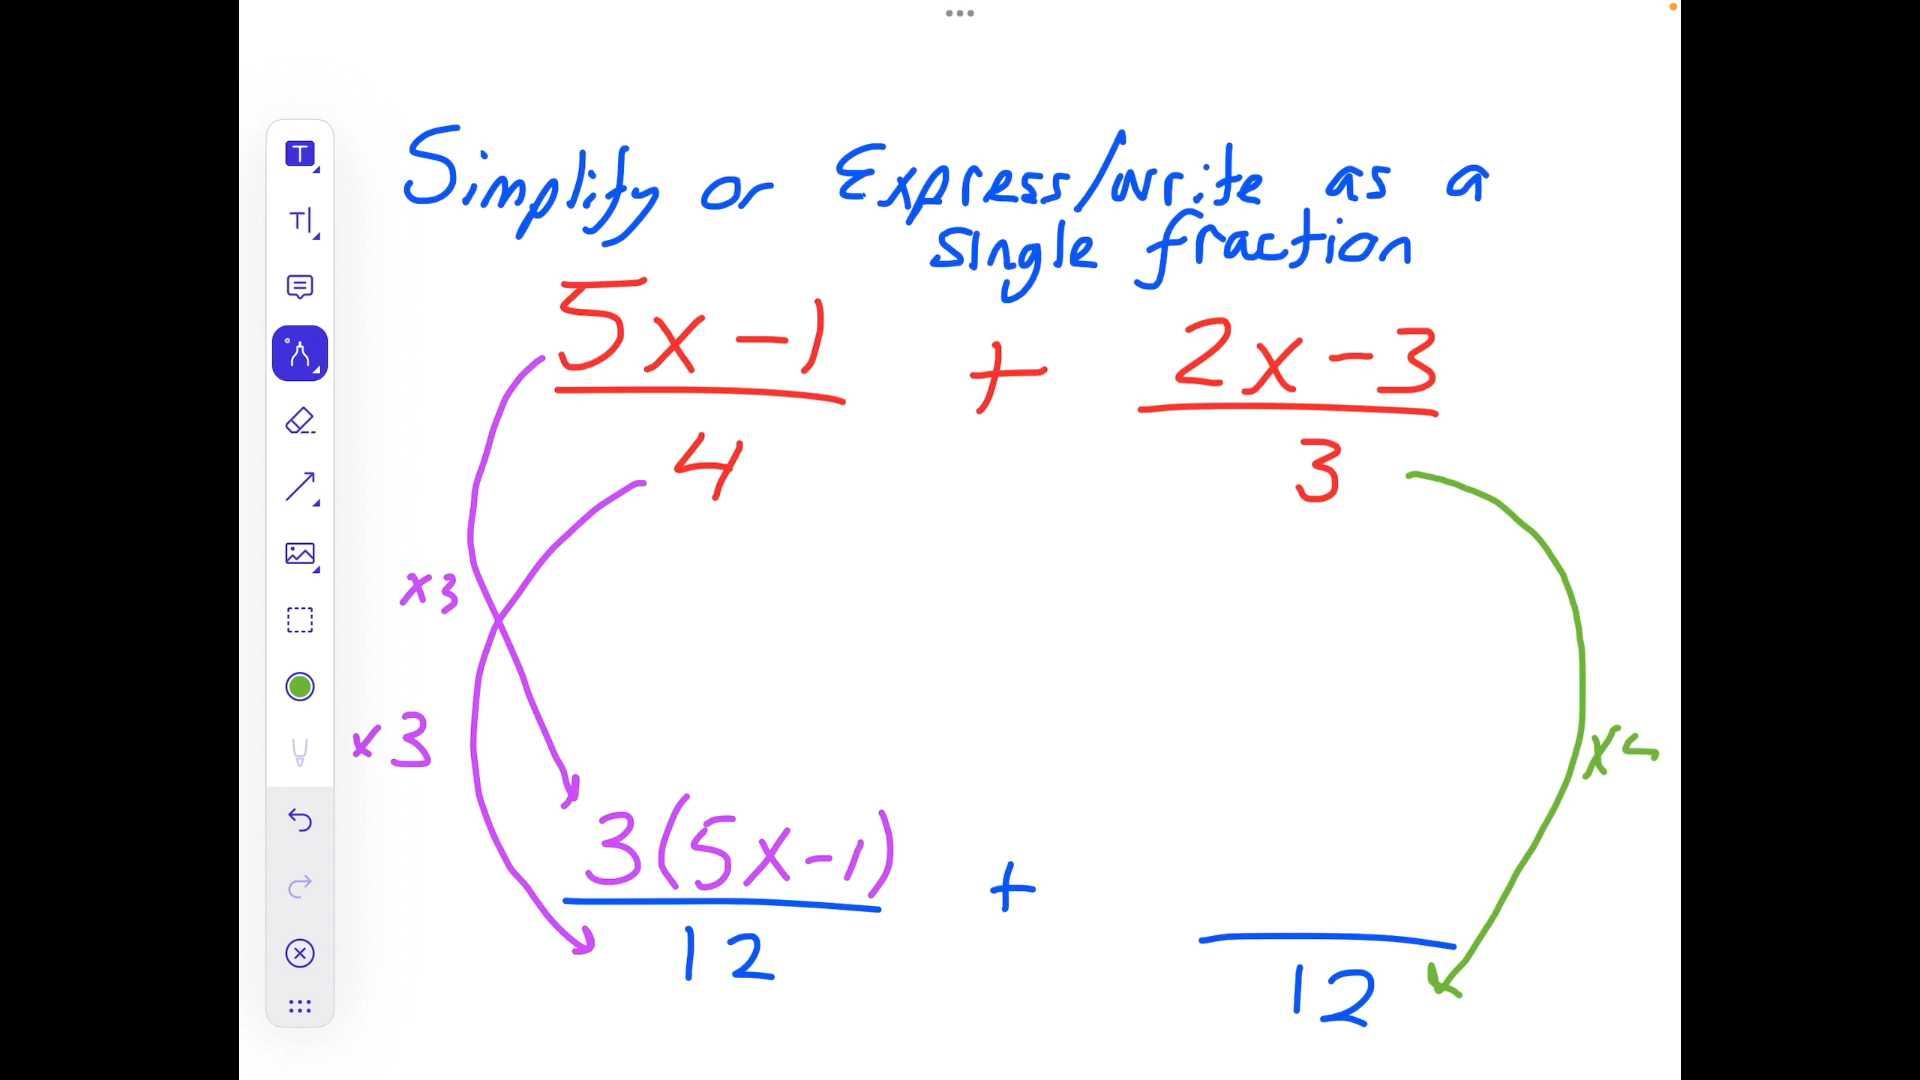 Simplify or Express/write as a
single fraction
5x-1 + 2x-3
4 3
x3
x3
x4
3(5x-1) +
12 12
T
T